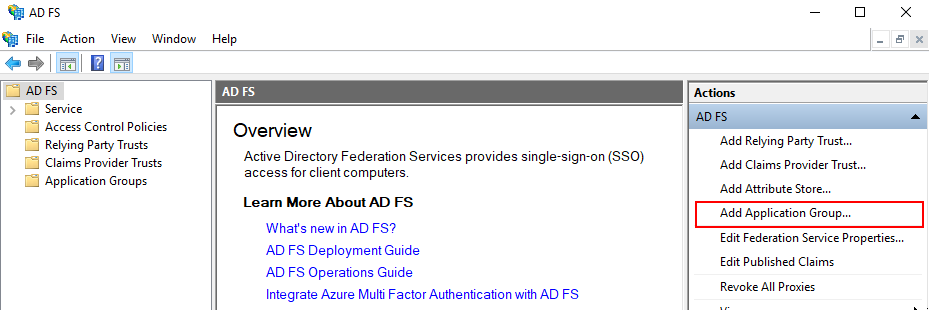 AD FS
File Action View Window Help
AD FS
Service
Access Control Policies
Relying Party Trusts
Claims Provider Trusts
Application Groups
AD FS
Overview
Active Directory Federation Services provides single-sign-on (SSO)
access for client computers.
Learn More About AD FS
What's new in AD FS?
AD FS Deployment Guide
AD FS Operations Guide
Integrate Azure Multi Factor Authentication with AD FS
Actions
AD FS
Add Relying Party Trust...
Add Claims Provider Trust...
Add Attribute Store...
Add Application Group...
Edit Federation Service Properties...
Edit Published Claims
Revoke All Proxies